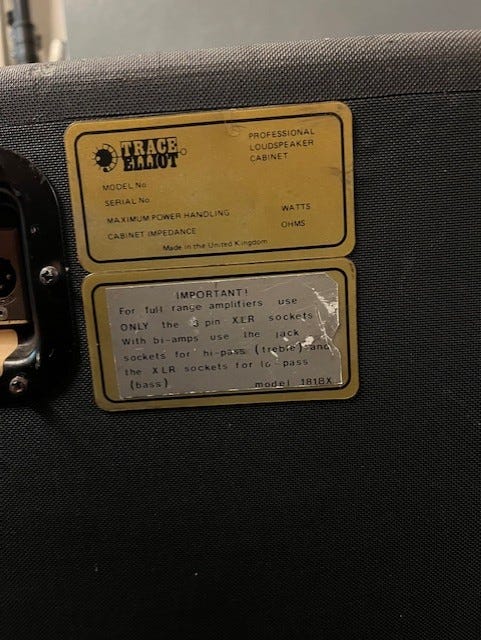 TRACE
ELLIOT
PROFESSIONAL
LOUDSPEAKER
CABINET
MODEL No
SERIAL No
MAXIMUM POWER HANDLING WATTS
CABINET IMPEDANCE OHMS
Made in the United Kingdom
IMPORTANT!
For full range amplifiers use
ONLY the 3 pin XLR sockets
With bi-amps use the jack
sockets for hi-pass (treble) and
the XLR sockets for lo-pass
(bass) model 1818X